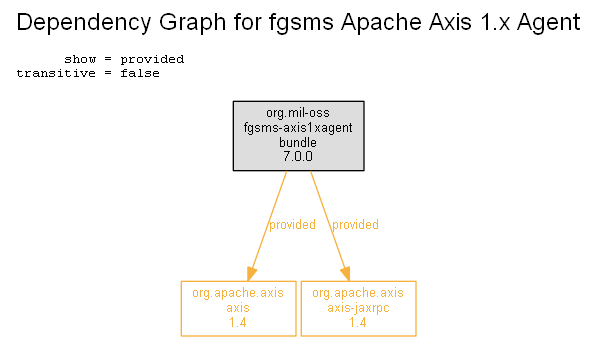 Dependency Graph for fgsms Apache Axis 1.x Agent
show = provided
transitive = false
org.mil-oss
fgsms-axis1xagent
bundle
7.0.0
provided
provided
org.apache.axis
axis
1.4
org.apache.axis
axis-jaxrpc
1.4